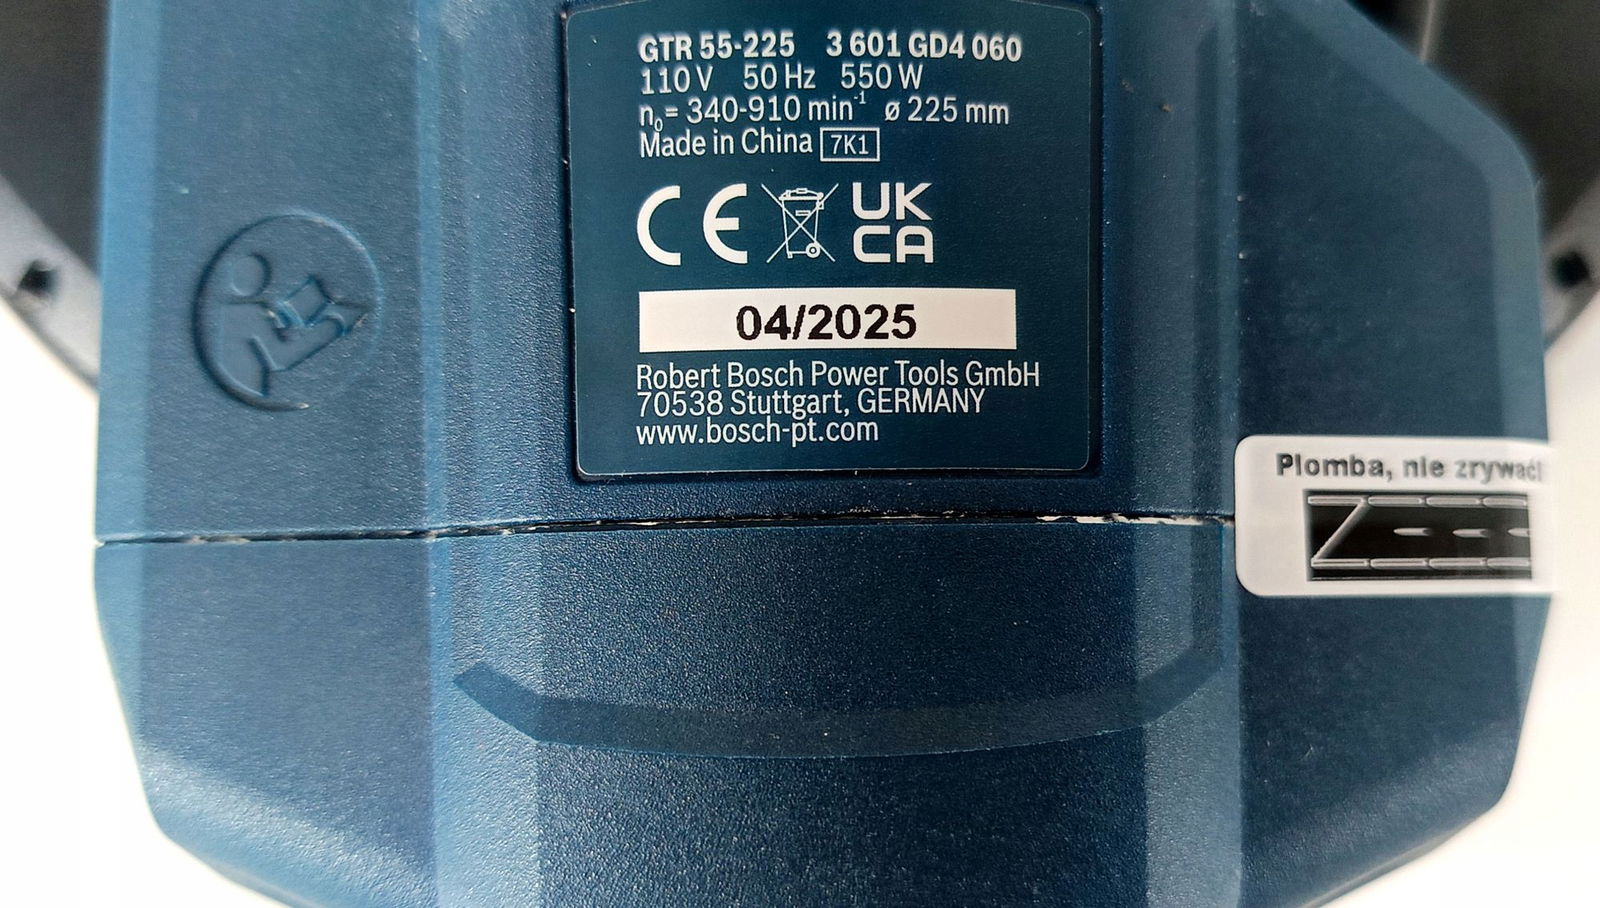 GTR 55-225 3 601 GD4 060
110 V 50 Hz 550 W
n₀= 340-910 min⁻¹ ø 225 mm
Made in China 7K1
CE UK
CA
04/2025
Robert Bosch Power Tools GmbH
70538 Stuttgart, GERMANY
www.bosch-pt.com
Plomba, nie zrywać!